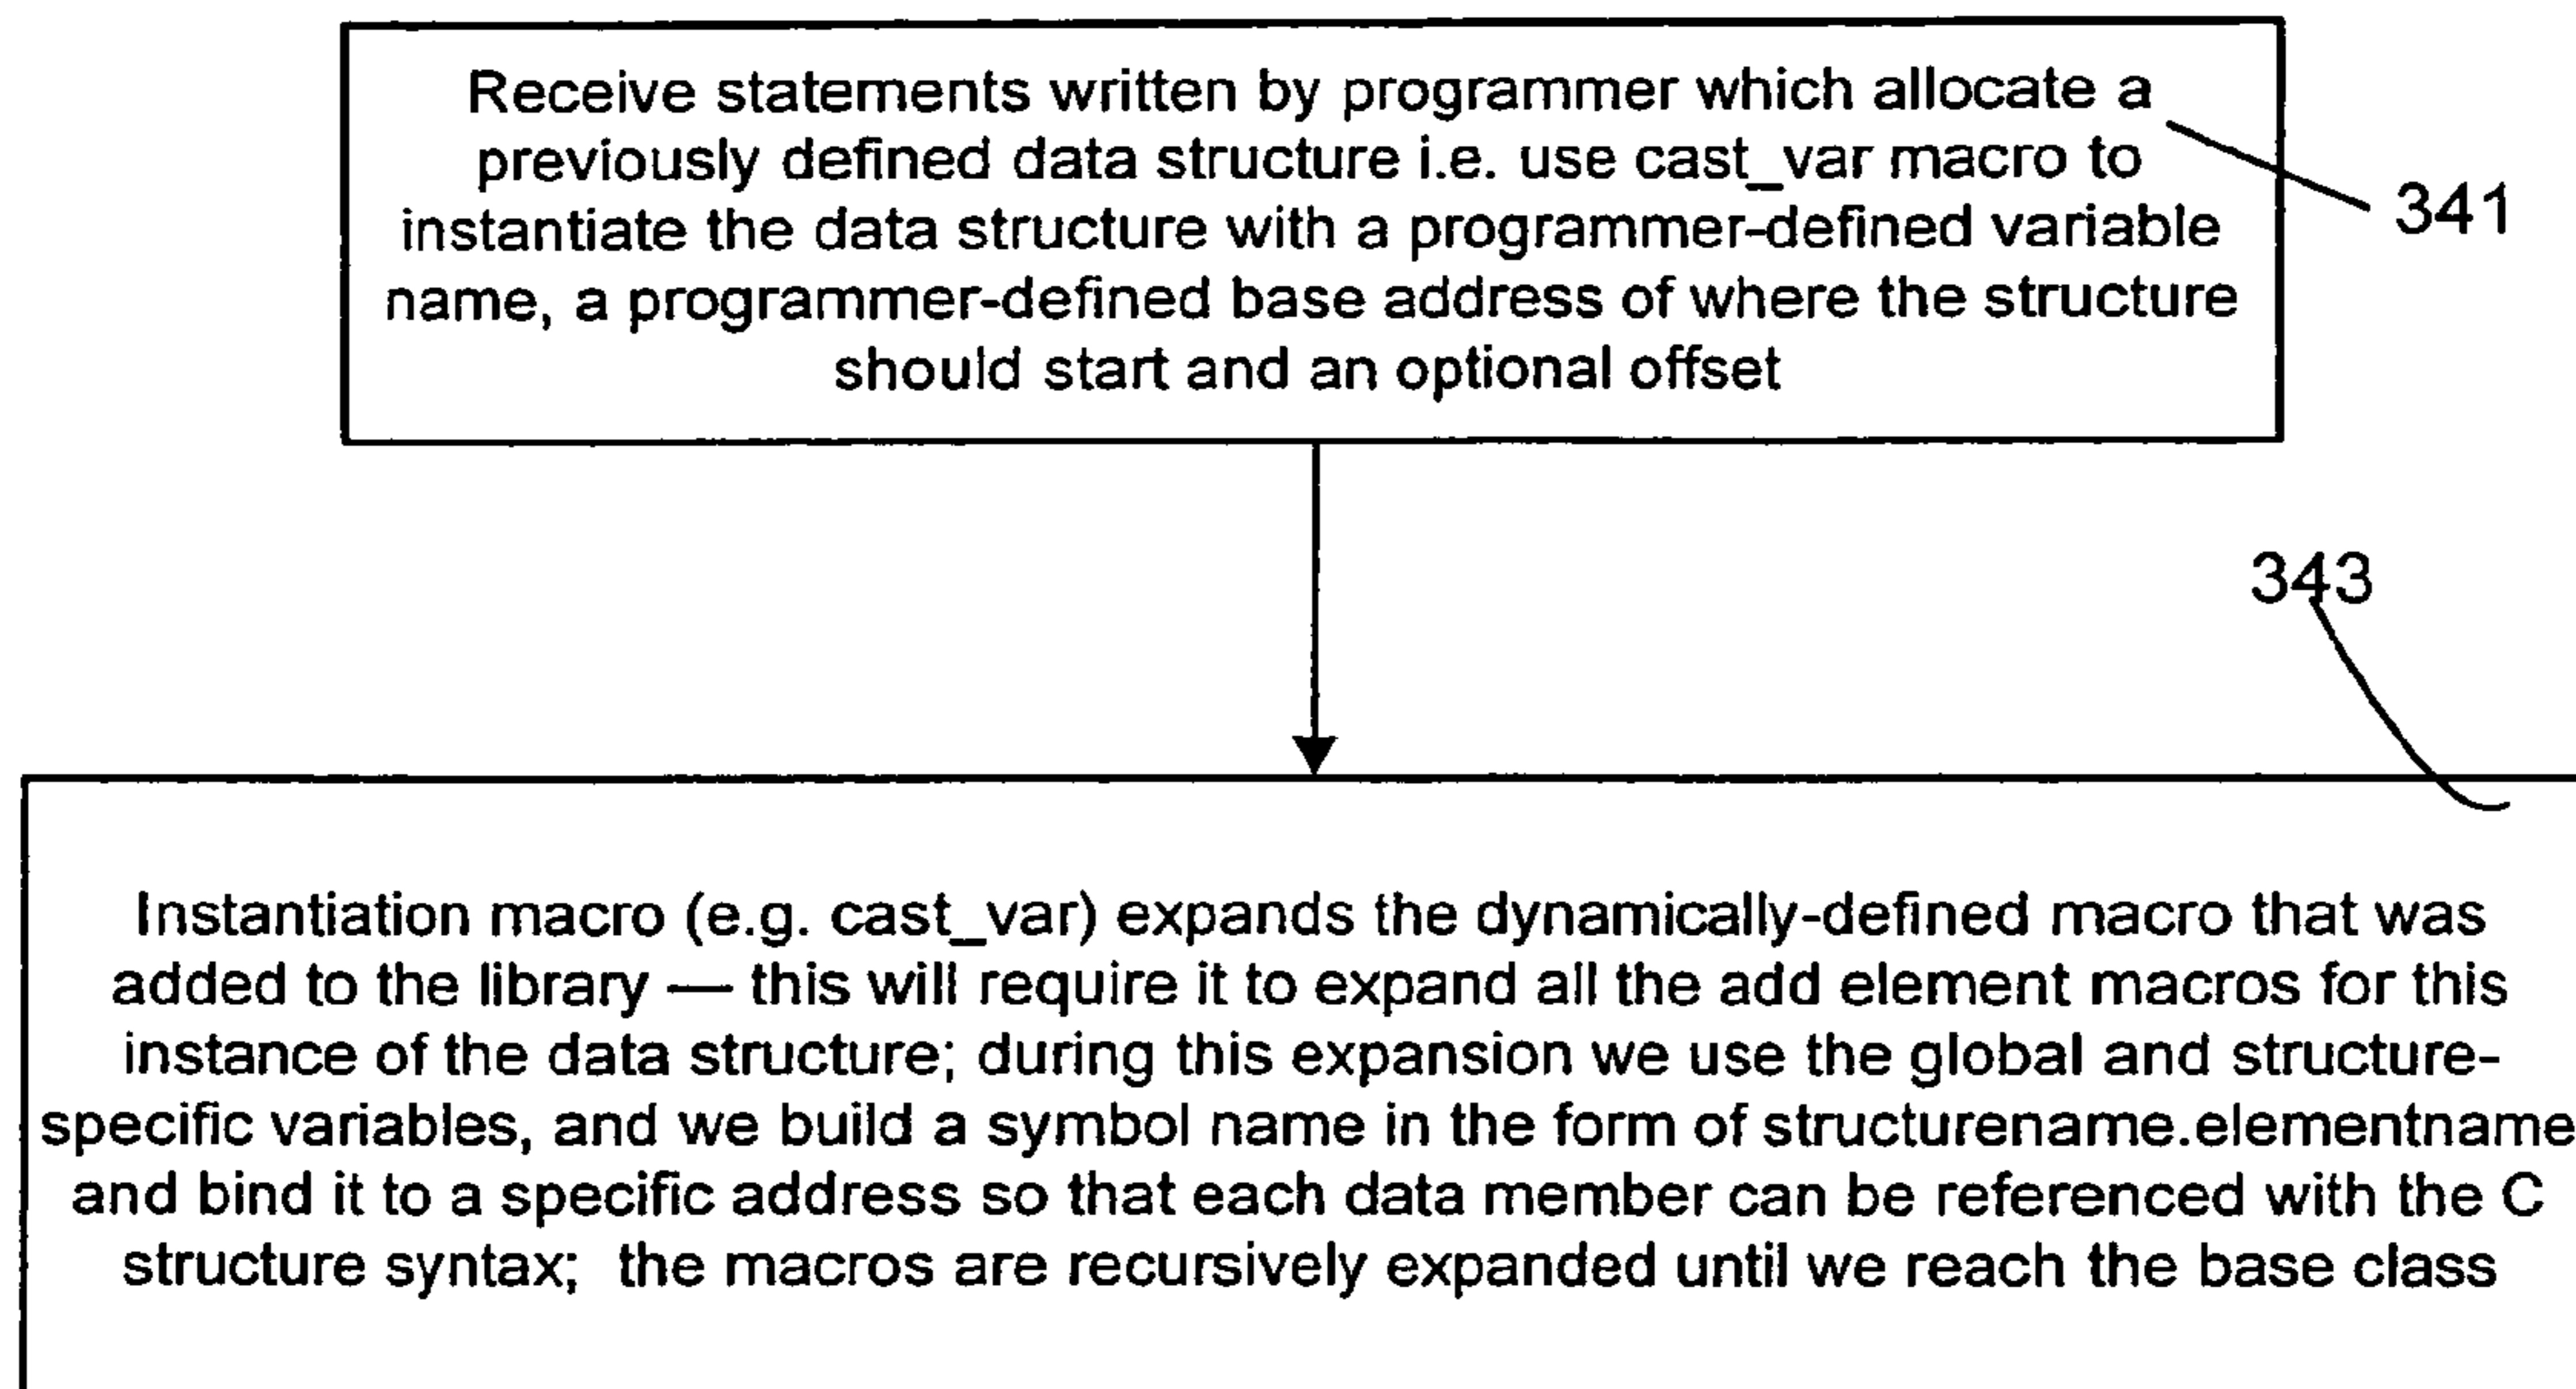 Receive statements written by programmer which allocate a
previously defined data structure i.e. use cast_var macro to
instantiate the data structure with a programmer-defined variable
name, a programmer-defined base address of where the structure
should start and an optional offset
341
343
Instantiation macro (e.g. cast_var) expands the dynamically-defined macro that was
added to the library — this will require it to expand all the add element macros for this
instance of the data structure; during this expansion we use the global and structure-
specific variables, and we build a symbol name in the form of structurename.elementname
and bind it to a specific address so that each data member can be referenced with the C
structure syntax; the macros are recursively expanded until we reach the base class